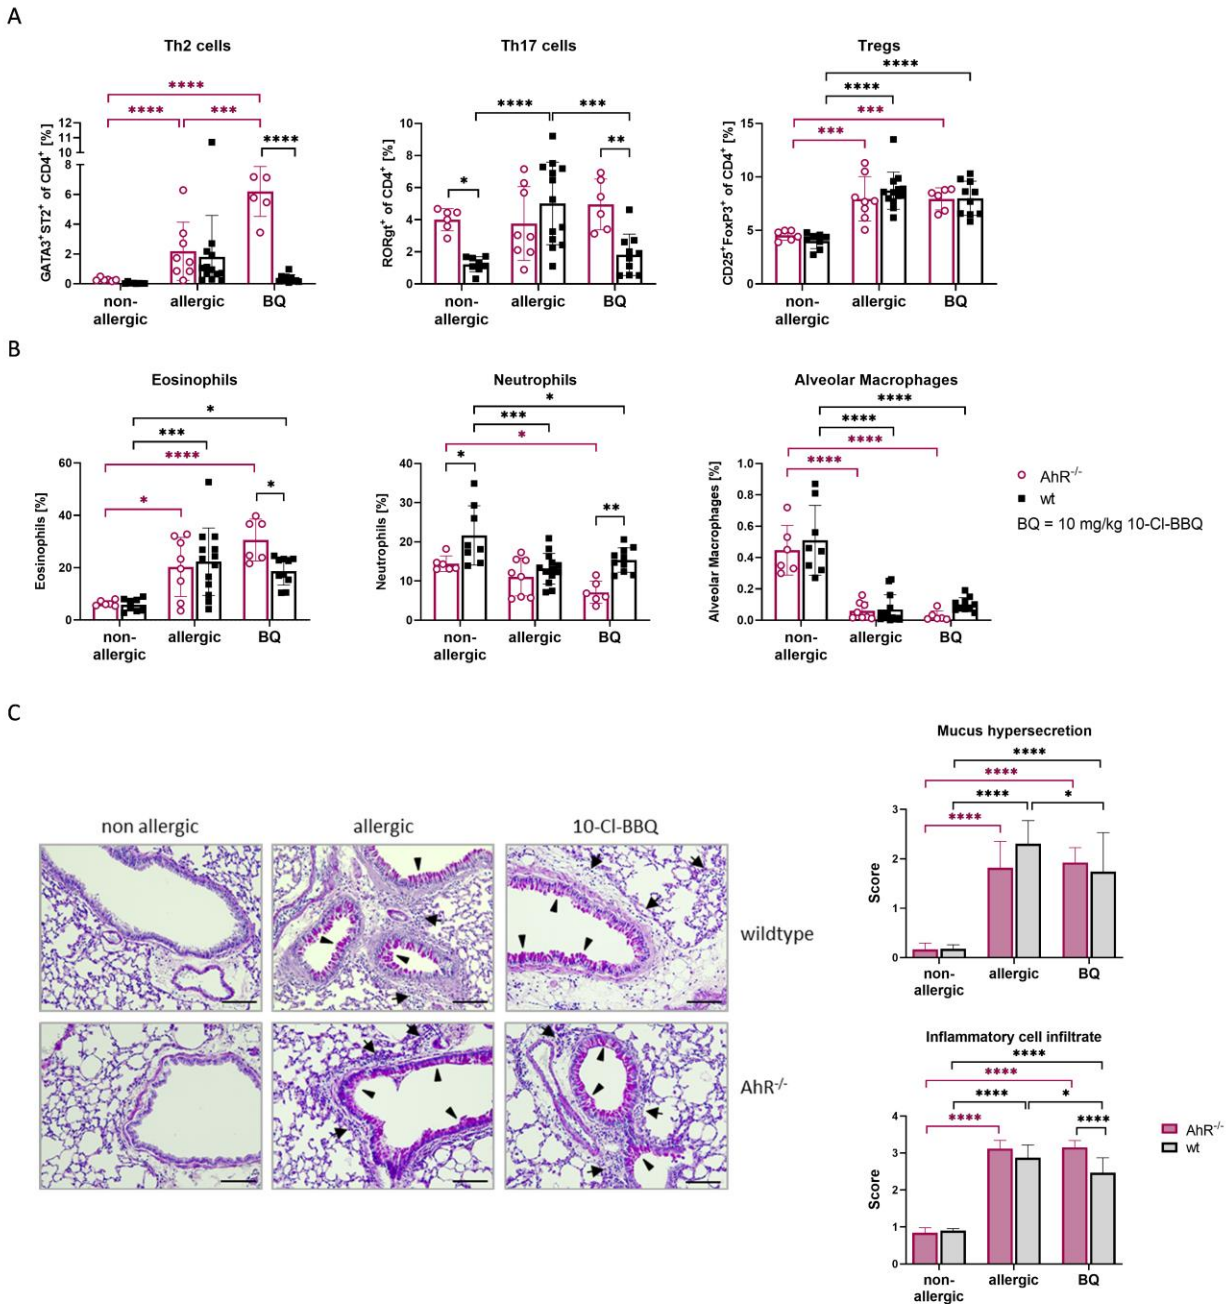 A
Th2 cells
Th17 cells
Tregs
****
****
***
****
12
10
8
6
4
2
0
GATA3⁺ST2⁺ of CD4⁺ [%]
non-
allergic
allergic
BQ
****
***
*
**
10
8
6
4
2
0
RORgt⁺ of CD4⁺ [%]
non-
allergic
allergic
BQ
****
****
***
***
15
10
5
0
CD25⁺FoxP3⁺ of CD4⁺ [%]
non-
allergic
allergic
BQ
B
Eosinophils
Neutrophils
Alveolar Macrophages
*
***
****
*
*
60
40
20
0
Eosinophils [%]
non-
allergic
allergic
BQ
*
***
*
*
**
40
30
20
10
0
Neutrophils [%]
non-
allergic
allergic
BQ
****
****
****
****
1.0
0.8
0.6
0.4
0.2
0.0
Alveolar Macrophages [%]
non-
allergic
allergic
BQ
AhR⁻/⁻
wt
BQ = 10 mg/kg 10-Cl-BBQ
C
non allergic
allergic
10-Cl-BBQ
wildtype
AhR⁻/⁻
Mucus hypersecretion
****
****
****
*
****
3
2
1
0
Score
non-
allergic
allergic
BQ
Inflammatory cell infiltrate
****
****
****
*
****
****
4
3
2
1
0
Score
non-
allergic
allergic
BQ
AhR⁻/⁻
wt